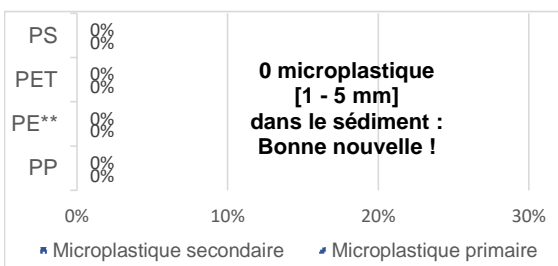 PS 0%
0%
PET 0%
0%
PE** 0%
0%
PP 0%
0%
0 microplastique
[1 - 5 mm]
dans le sédiment :
Bonne nouvelle !
0% 10% 20% 30%
Microplastique secondaire Microplastique primaire